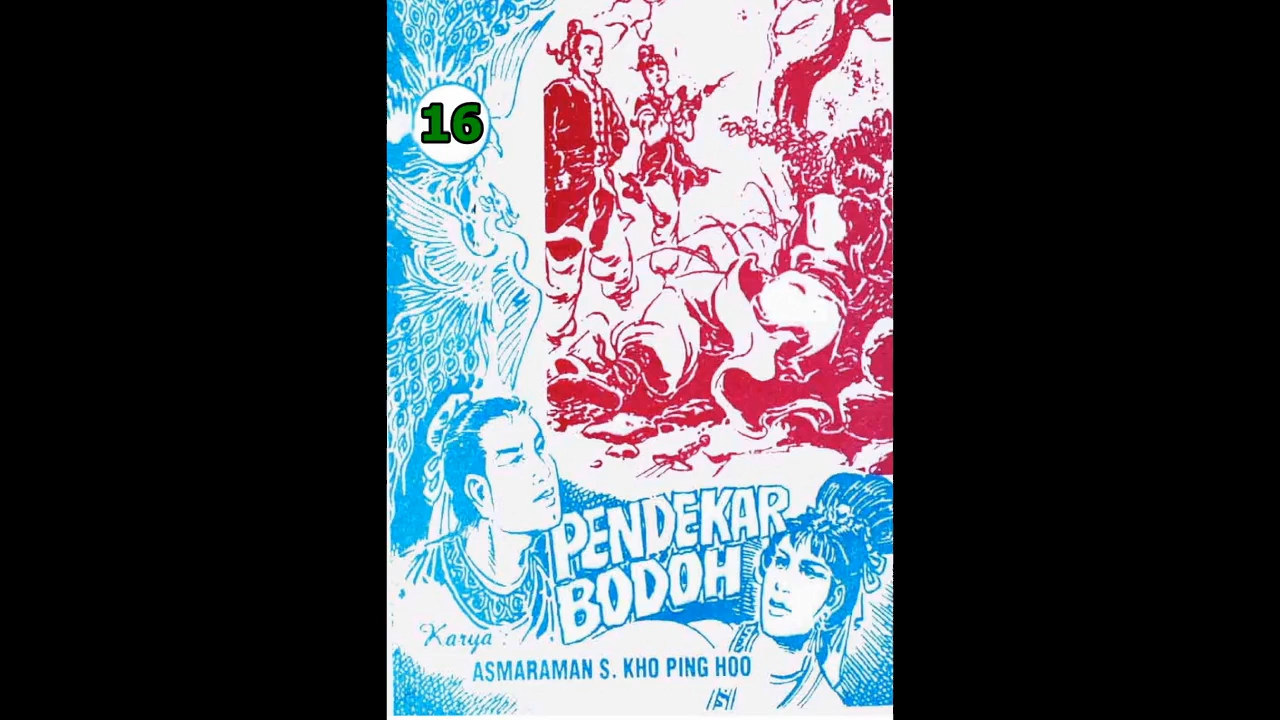 16
PENDEKAR
BODOH
Karya :
ASMARAMAN S. KHO PING HOO